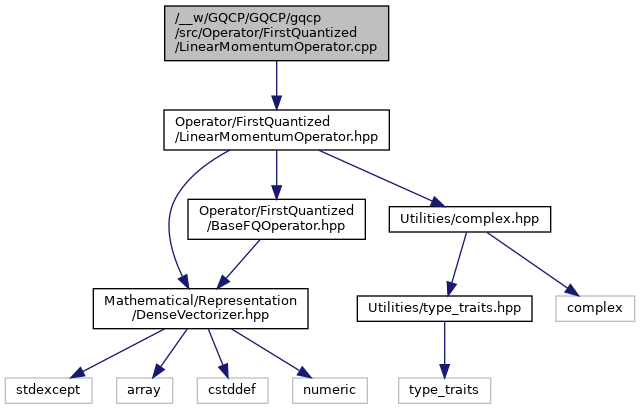 /__w/GQCP/GQCP/gqcp
/src/Operator/FirstQuantized
/LinearMomentumOperator.cpp
Operator/FirstQuantized
/LinearMomentumOperator.hpp
Operator/FirstQuantized
/BaseFQOperator.hpp
Utilities/complex.hpp
Mathematical/Representation
/DenseVectorizer.hpp
Utilities/type_traits.hpp
complex
stdexcept
array
cstddef
numeric
type_traits